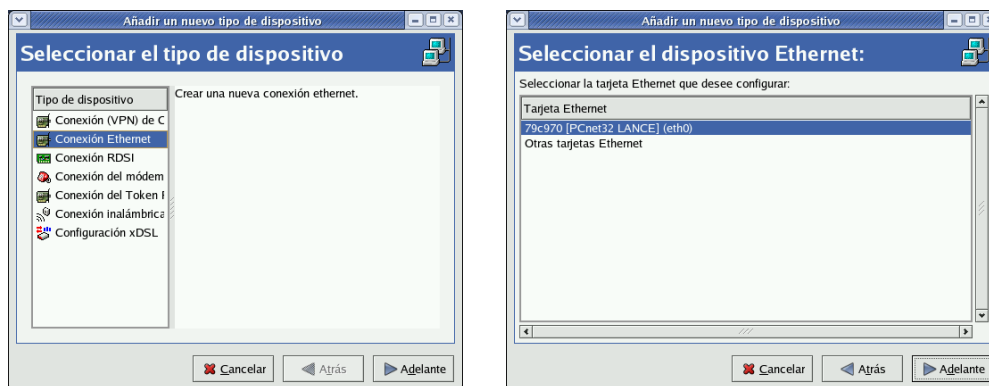 Añadir un nuevo tipo de dispositivo
Seleccionar el tipo de dispositivo
Tipo de dispositivo
Crear una nueva conexión ethernet.
Conexión (VPN) de C
Conexión Ethernet
Conexión RDSI
Conexión del módem
Conexión del Token
Conexión inalámbrica
Configuración xDSL
Cancelar
Atrás
Adelante
Añadir un nuevo tipo de dispositivo
Seleccionar el dispositivo Ethernet:
Seleccionar la tarjeta Ethernet que desee configurar:
Tarjeta Ethernet
79c970 [PCnet32 LANCE] (eth0)
Otras tarjetas Ethernet
Cancelar
Atrás
Adelante